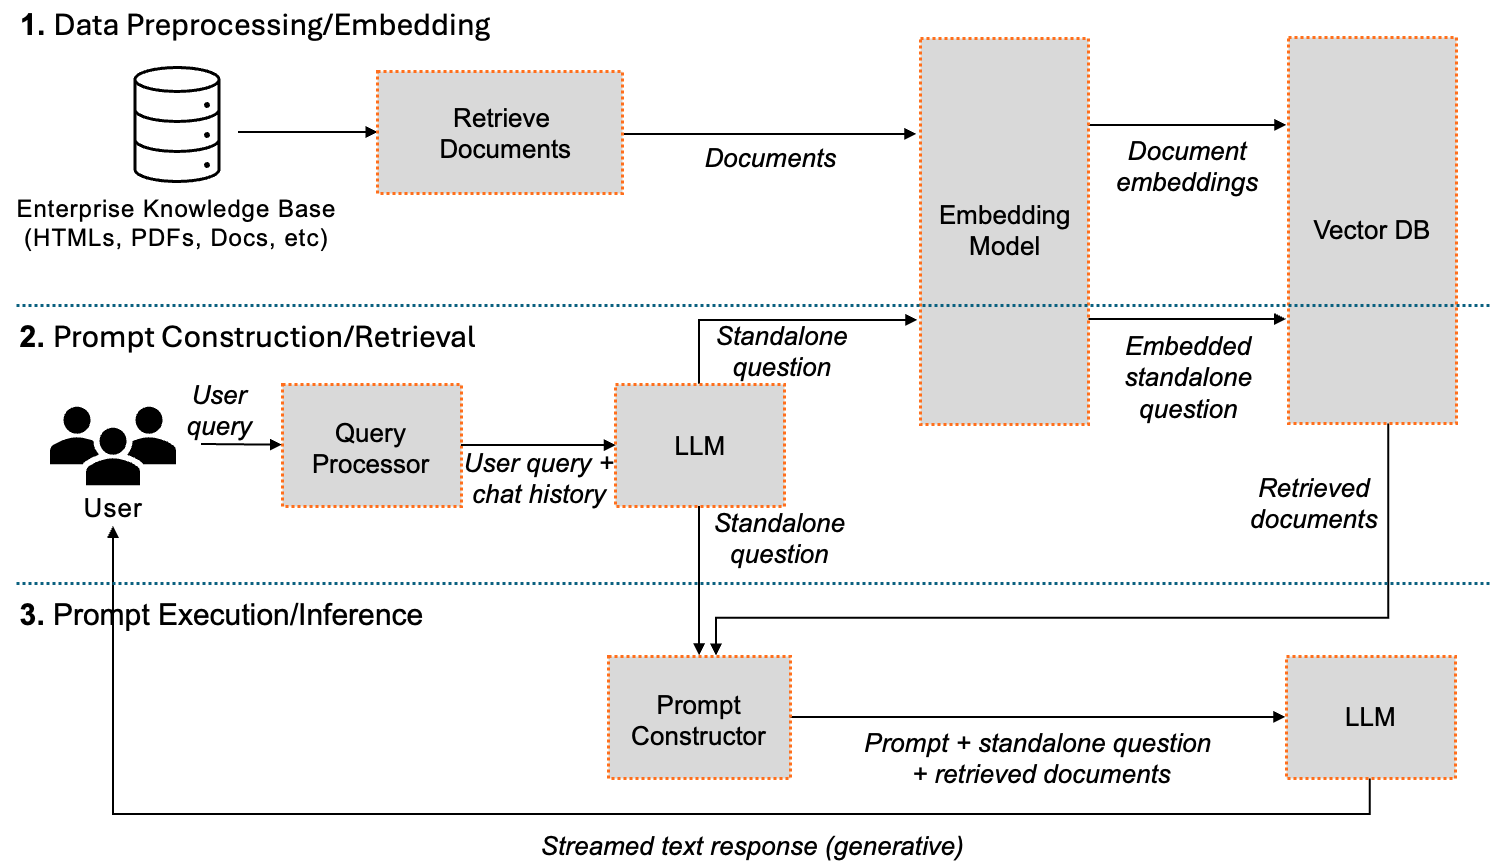 1. Data Preprocessing/Embedding
Retrieve
Documents
Documents
Enterprise Knowledge Base
(HTMLs, PDFs, Docs, etc)
Embedding
Model
Document
embeddings
Vector DB
2. Prompt Construction/Retrieval
User
query
User
Query
Processor
User query +
chat history
LLM
Standalone
question
Standalone
question
Embedded
standalone
question
Retrieved
documents
3. Prompt Execution/Inference
Prompt
Constructor
Prompt + standalone question
+ retrieved documents
LLM
Streamed text response (generative)